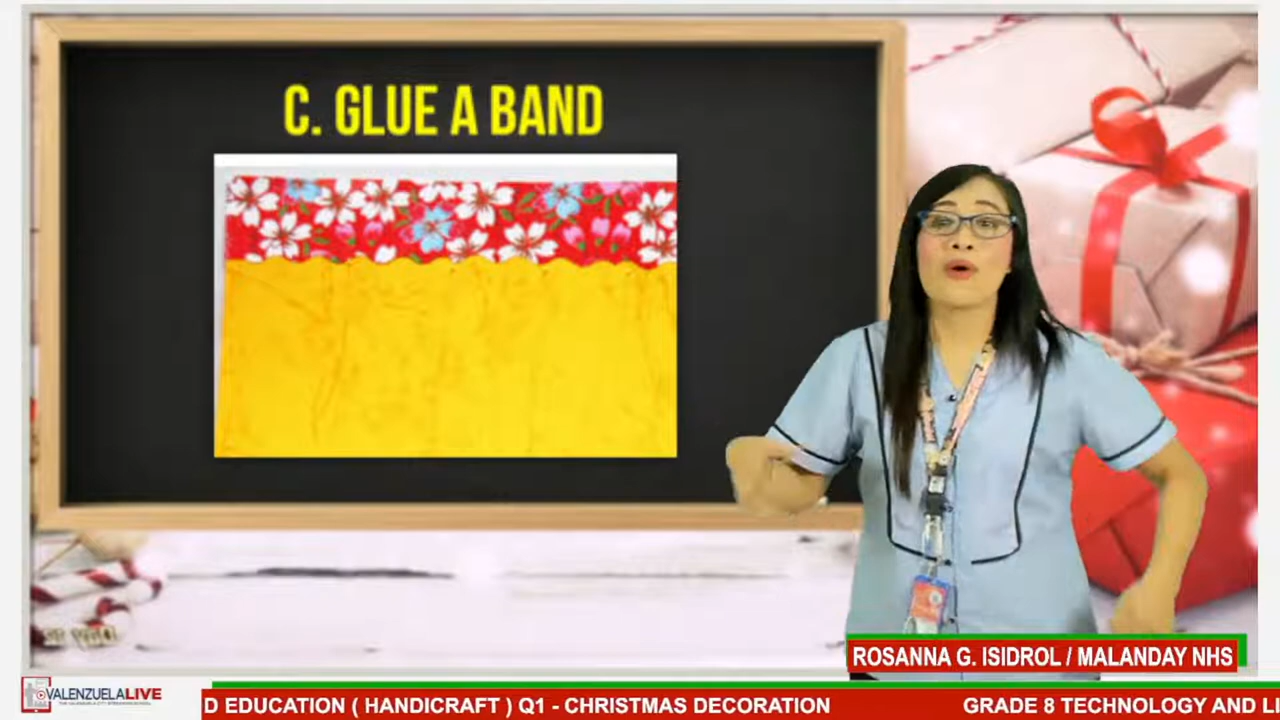 C. GLUE A BAND
ROSANNA G. ISIDROL / MALANDAY NHS
VALENZUELALIVE
D EDUCATION ( HANDICRAFT ) Q1 - CHRISTMAS DECORATION
GRADE 8 TECHNOLOGY AND LI